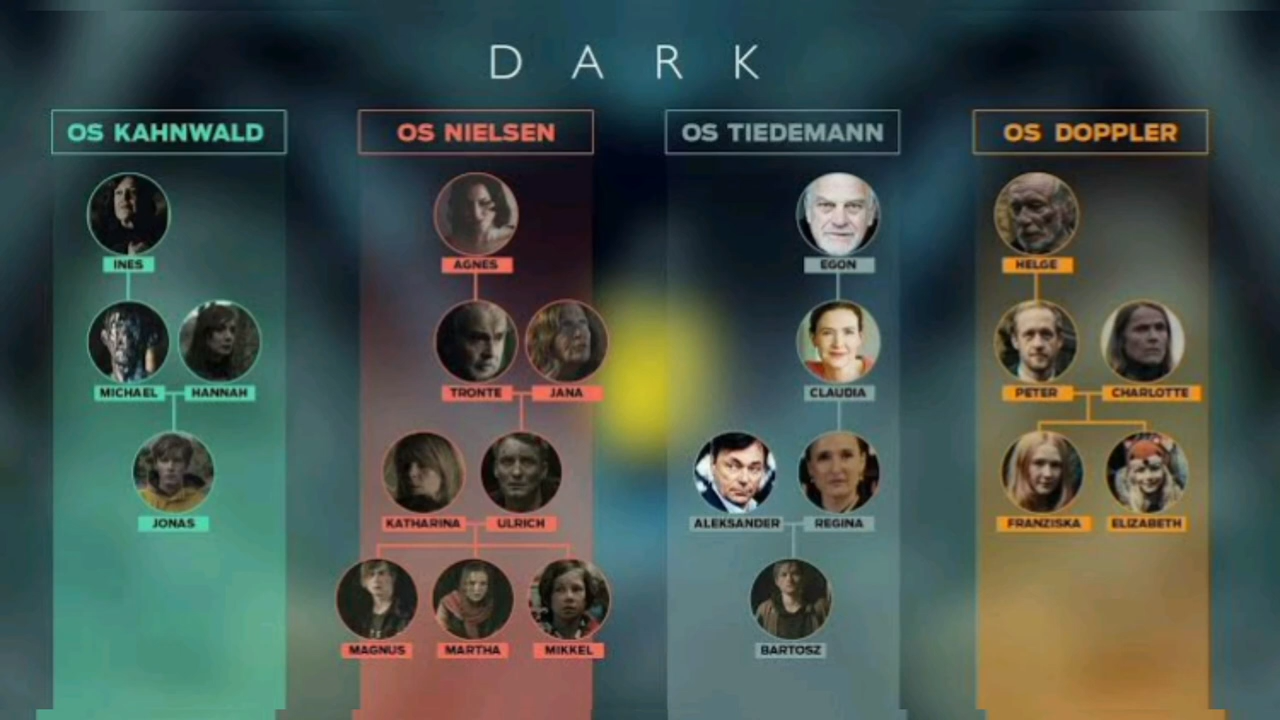 DARK
OS KAHNWALD
OS NIELSEN
OS TIEDEMANN
OS DOPPLER
INES
AGNES
EGON
HELGE
MICHAEL
HANNAH
TRONTE
JANA
CLAUDIA
PETER
CHARLOTTE
JONAS
KATHARINA
ULRICH
ALEKSANDER
REGINA
FRANZISKA
ELIZABETH
MAGNUS
MARTHA
MIKKEL
BARTOSZ